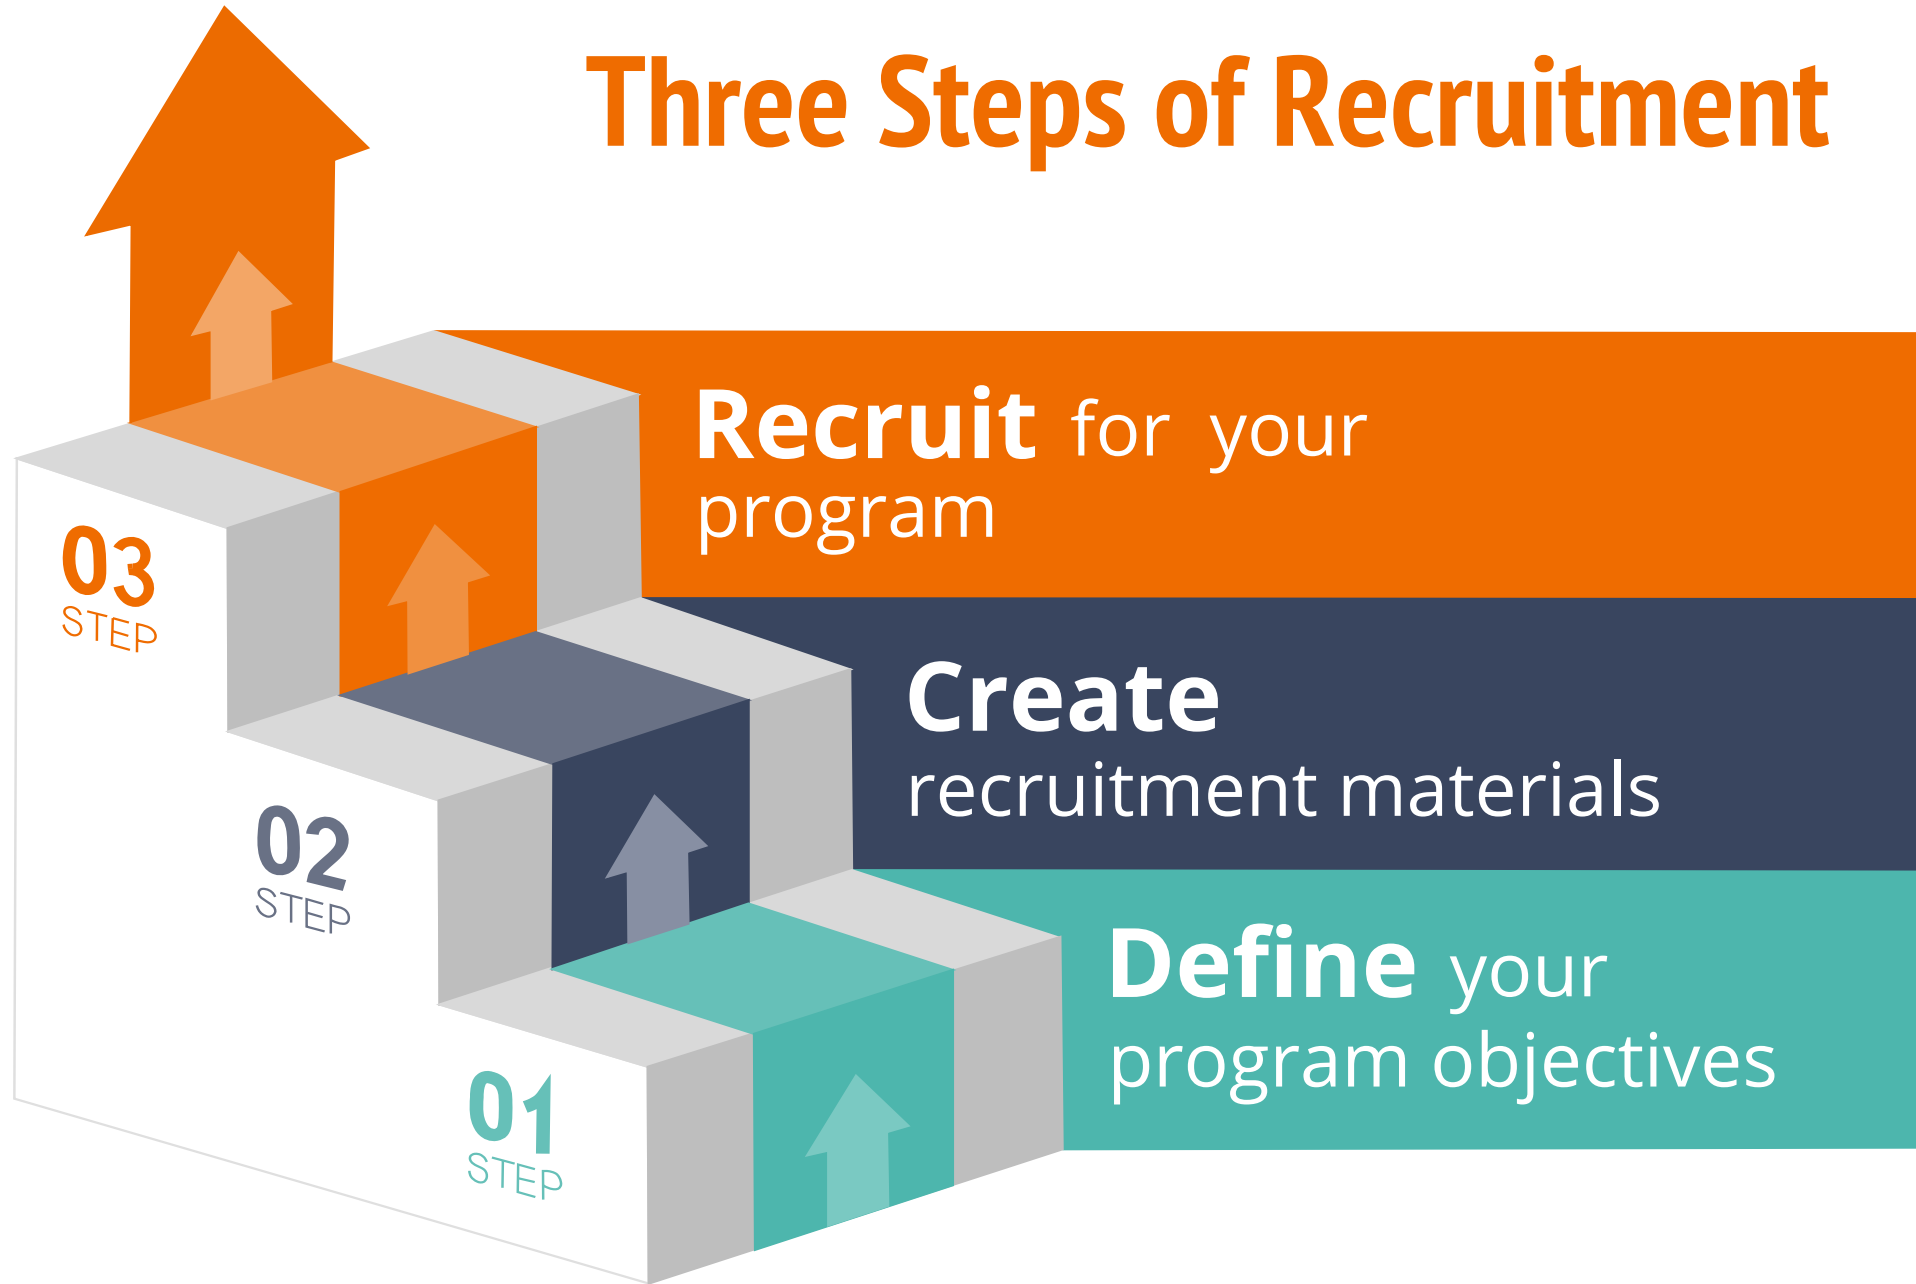 Three Steps of Recruitment
Recruit for your
program
03
STEP
Create
recruitment materials
02
STEP
Define your
program objectives
01
STEP